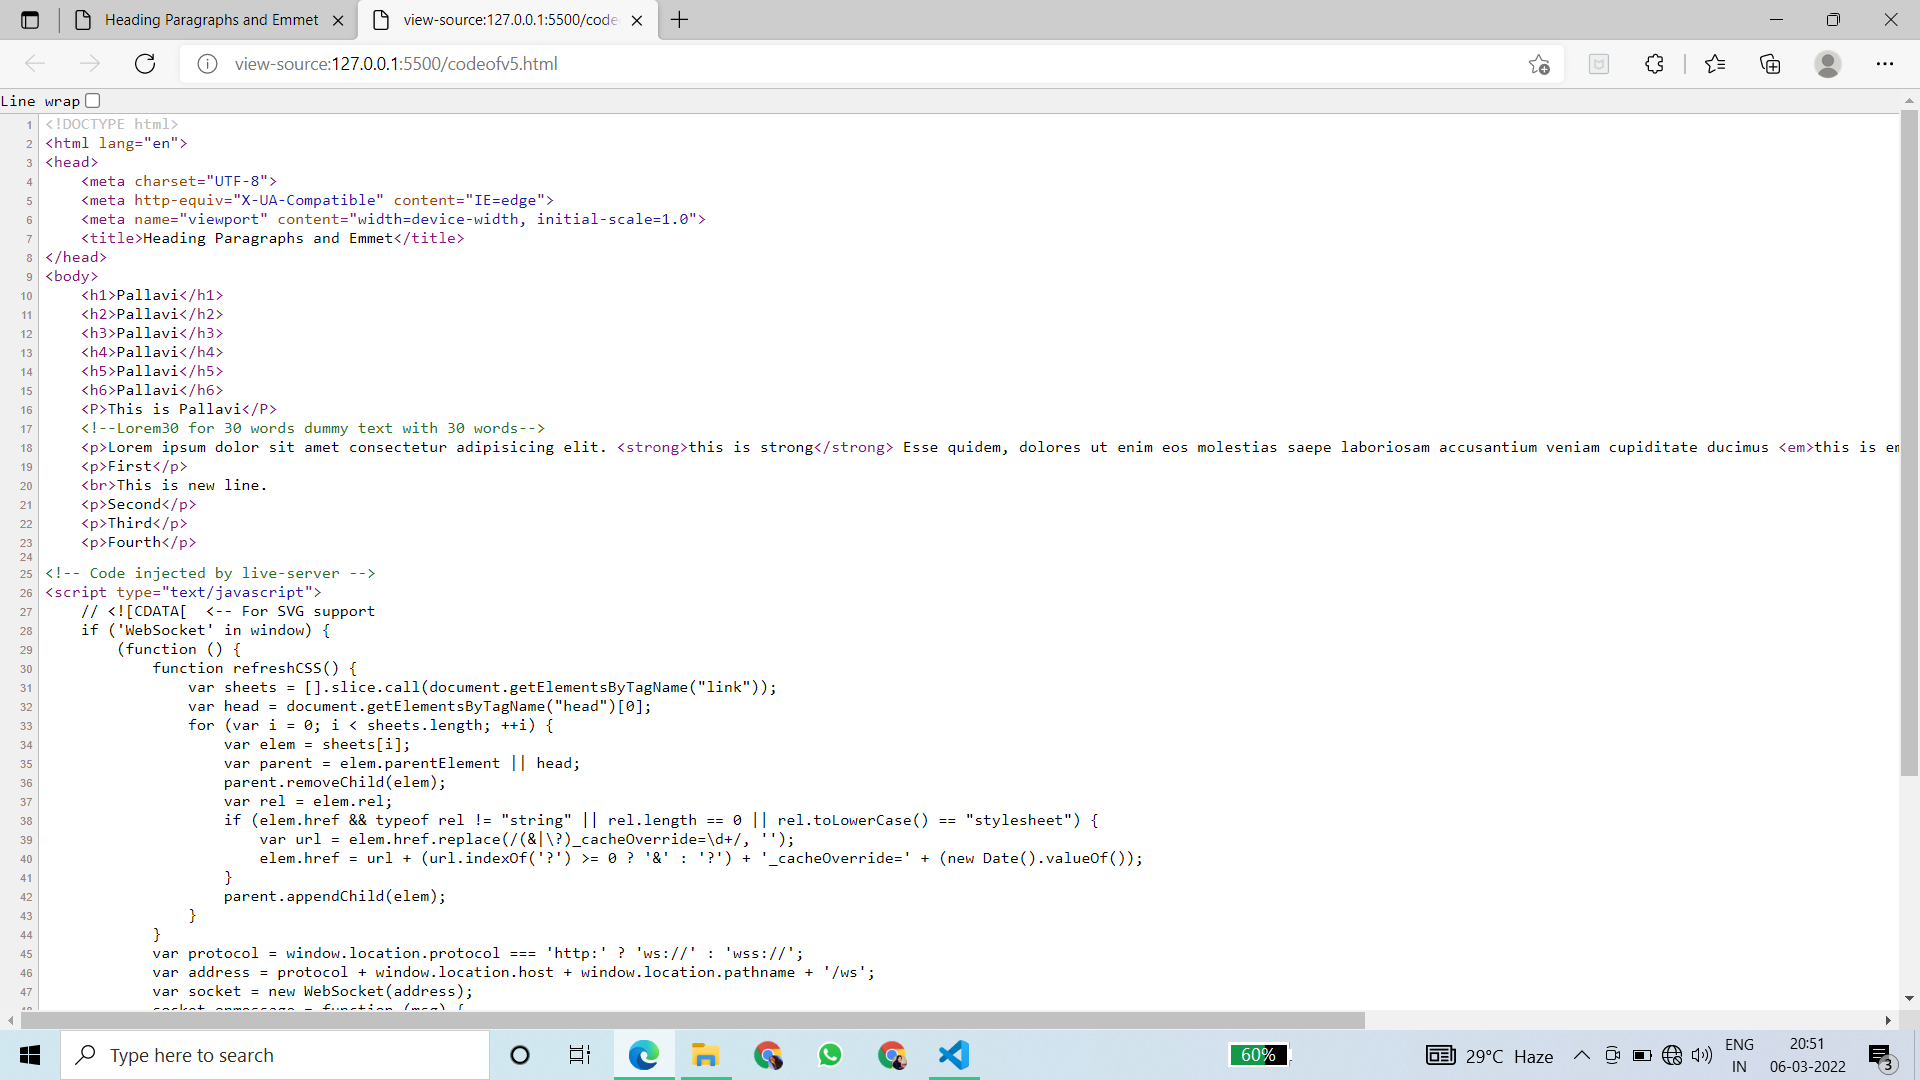 Heading Paragraphs and Emmet
view-source:127.0.0.1:5500/code
view-source:127.0.0.1:5500/codeofv5.html
Line wrap
1 <!DOCTYPE html>
2 <html lang="en">
3 <head>
4     <meta charset="UTF-8">
5     <meta http-equiv="X-UA-Compatible" content="IE=edge">
6     <meta name="viewport" content="width=device-width, initial-scale=1.0">
7     <title>Heading Paragraphs and Emmet</title>
8 </head>
9 <body>
10     <h1>Pallavi</h1>
11     <h2>Pallavi</h2>
12     <h3>Pallavi</h3>
13     <h4>Pallavi</h4>
14     <h5>Pallavi</h5>
15     <h6>Pallavi</h6>
16     <P>This is Pallavi</P>
17     <!--Lorem30 for 30 words dummy text with 30 words-->
18     <p>Lorem ipsum dolor sit amet consectetur adipisicing elit. <strong>this is strong</strong> Esse quidem, dolores ut enim eos molestias saepe laboriosam accusantium veniam cupiditate ducimus <em>this is em
19     <p>First</p>
20     <br>This is new line.
21     <p>Second</p>
22     <p>Third</p>
23     <p>Fourth</p>
24
25 <!-- Code injected by live-server -->
26 <script type="text/javascript">
27     // <![CDATA[  <-- For SVG support
28     if ('WebSocket' in window) {
29         (function () {
30             function refreshCSS() {
31                 var sheets = [].slice.call(document.getElementsByTagName("link"));
32                 var head = document.getElementsByTagName("head")[0];
33                 for (var i = 0; i < sheets.length; ++i) {
34                     var elem = sheets[i];
35                     var parent = elem.parentElement || head;
36                     parent.removeChild(elem);
37                     var rel = elem.rel;
38                     if (elem.href && typeof rel != "string" || rel.length == 0 || rel.toLowerCase() == "stylesheet") {
39                         var url = elem.href.replace(/(&|\?)_cacheOverride=\d+/, '');
40                         elem.href = url + (url.indexOf('?') >= 0 ? '&' : '?') + '_cacheOverride=' + (new Date().valueOf());
41                     }
42                     parent.appendChild(elem);
43                 }
44             }
45             var protocol = window.location.protocol === 'http:' ? 'ws://' : 'wss://';
46             var address = protocol + window.location.host + window.location.pathname + '/ws';
47             var socket = new WebSocket(address);
48             socket.onmessage = function (msg) {
Type here to search
60%
29°C Haze
ENG
IN
20:51
06-03-2022
3